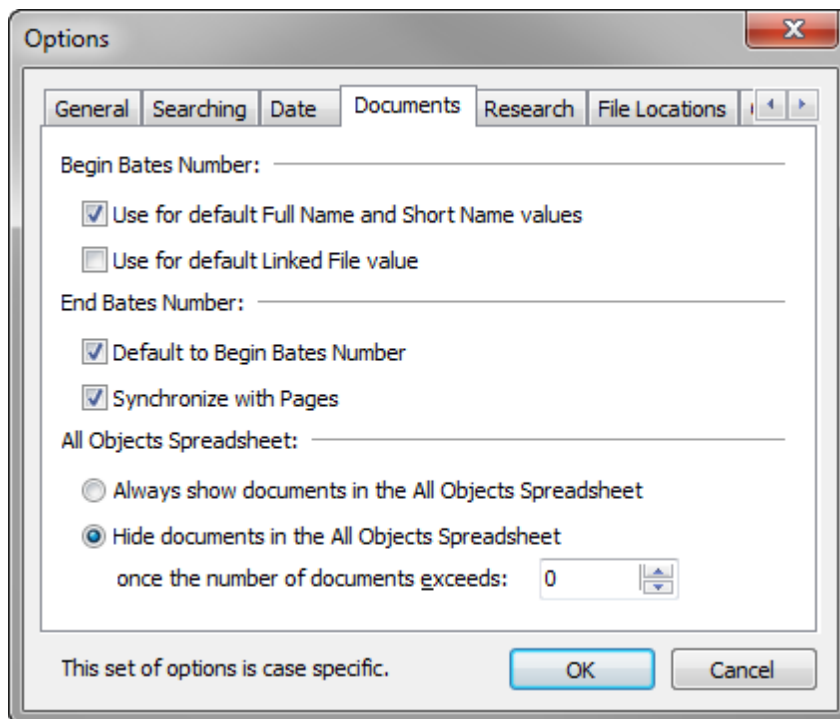 Options
General Searching Date Documents Research File Locations
Begin Bates Number:
Use for default Full Name and Short Name values
Use for default Linked File value
End Bates Number:
Default to Begin Bates Number
Synchronize with Pages
All Objects Spreadsheet:
Always show documents in the All Objects Spreadsheet
Hide documents in the All Objects Spreadsheet
once the number of documents exceeds: 0
This set of options is case specific. OK Cancel